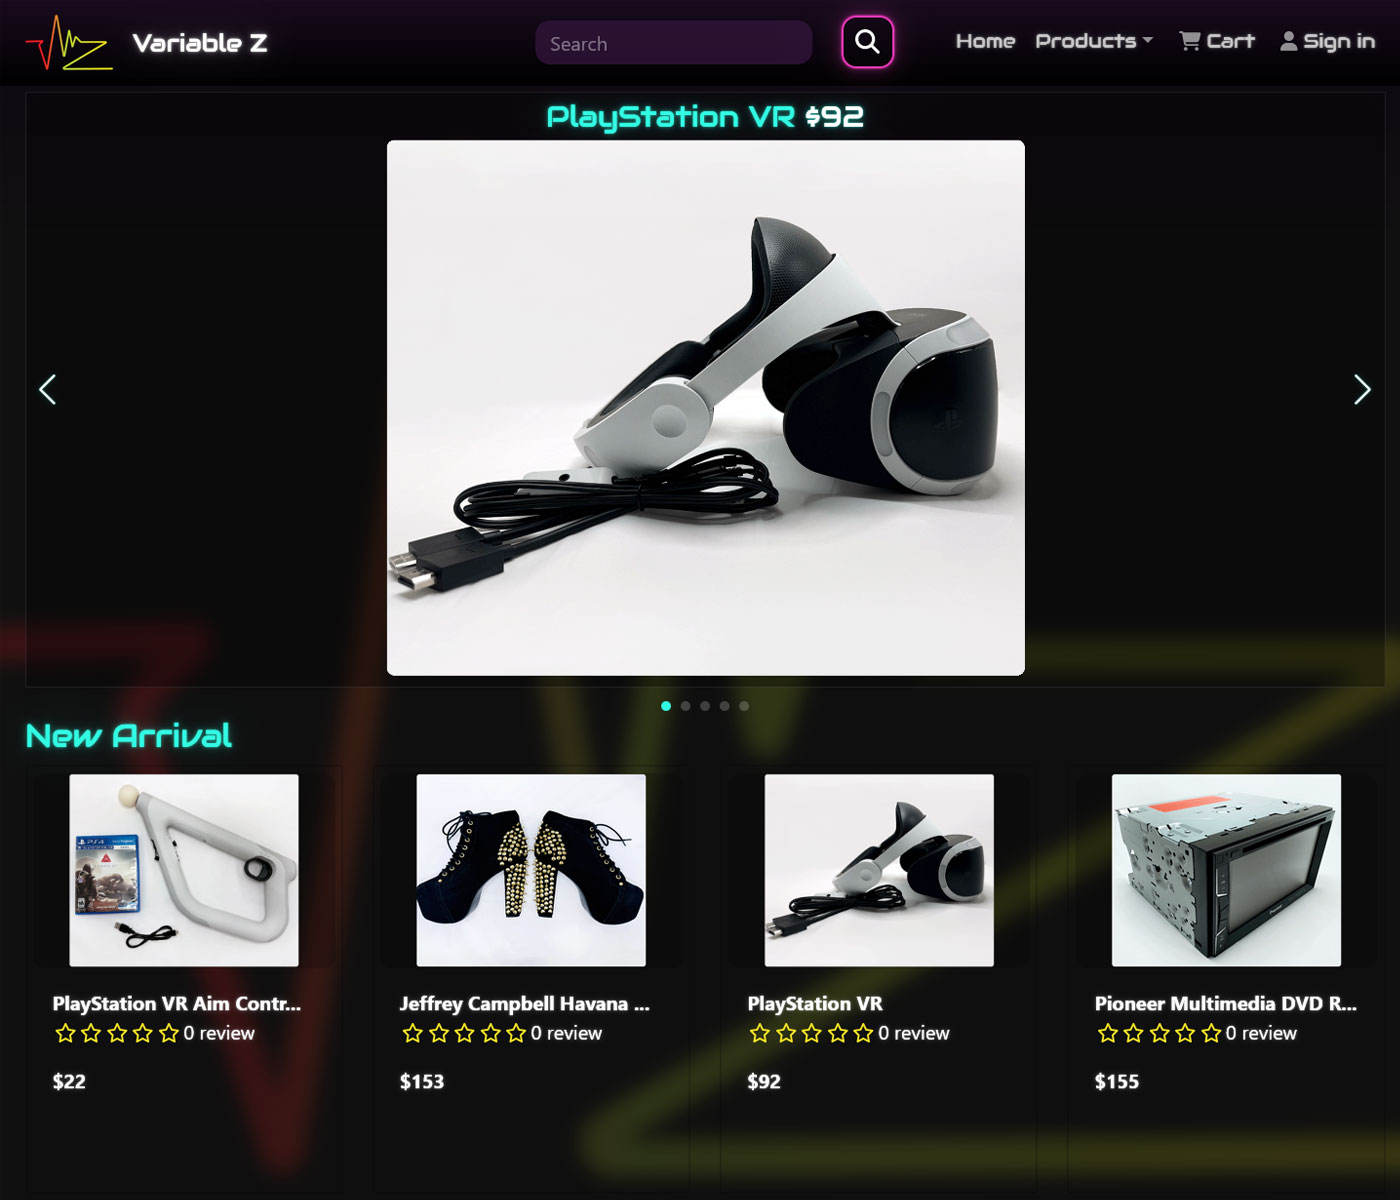 Variable Z
Search
Home Products Cart Sign in
PlayStation VR $92
New Arrival
PS4
PlayStation VR Aim Contr...
0 review
$22
Jeffrey Campbell Havana ...
0 review
$153
PlayStation VR
0 review
$92
Pioneer Multimedia DVD R...
0 review
$155